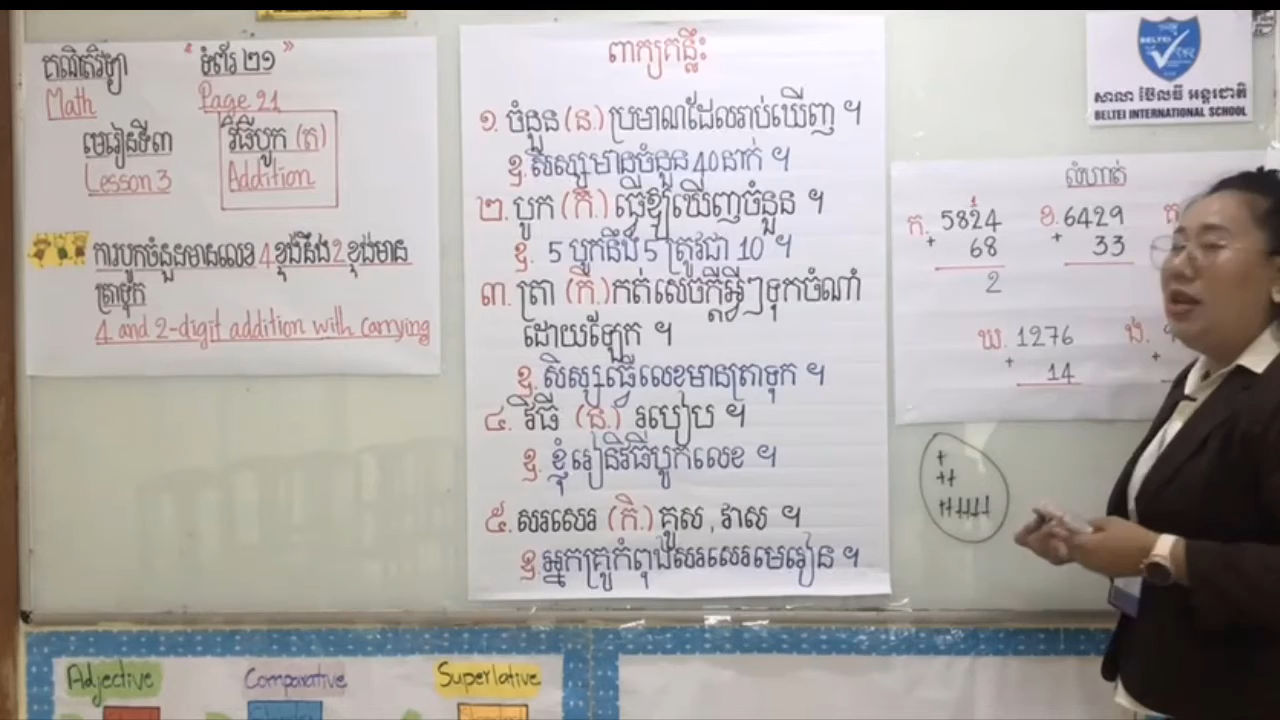 គណិតវិទ្យា
Math
" ទំព័រ ២១ "
Page 21
មេរៀនទី៣
Lesson 3
វិធីបូក (ត)
Addition
ការបូកចំនួនមានលេខ 4 ខ្ទង់នឹង 2 ខ្ទង់មាន
ត្រាទុក
4 and 2-digit addition with carrying
ពាក្យគន្លឹះ
១. ចំនួន (ន.) ប្រមាណដែលរាប់ឃើញ ។
ឧ. សិស្សមានចំនួន 40 នាក់ ។
២. បូក (កិ.) ធ្វើឱ្យឃើញចំនួន ។
ឧ. 5 បូកនឹង 5 ត្រូវជា 10 ។
៣. ត្រា (កិ.) កត់សេចក្តីអ្វីៗទុកចំណាំ
ដោយឡែក ។
ឧ. សិស្សធ្វើលេខមានត្រាទុក ។
៤. វិធី (ន.) របៀប ។
ឧ. ខ្ញុំរៀនវិធីបូកលេខ ។
៥. សរសេរ (កិ.) គូស , វាស ។
ឧ. អ្នកគ្រូកំពុងសរសេរមេរៀន ។
BELTEI
សាលា ប៊ែលធី អន្តរជាតិ
BELTEI INTERNATIONAL SCHOOL
លំហាត់
1
ក. 5824
+ 68
2
ខ. 6429
+ 33
ឃ. 1276
+ 14
ង.
+
Adjective
Comparative
Superlative